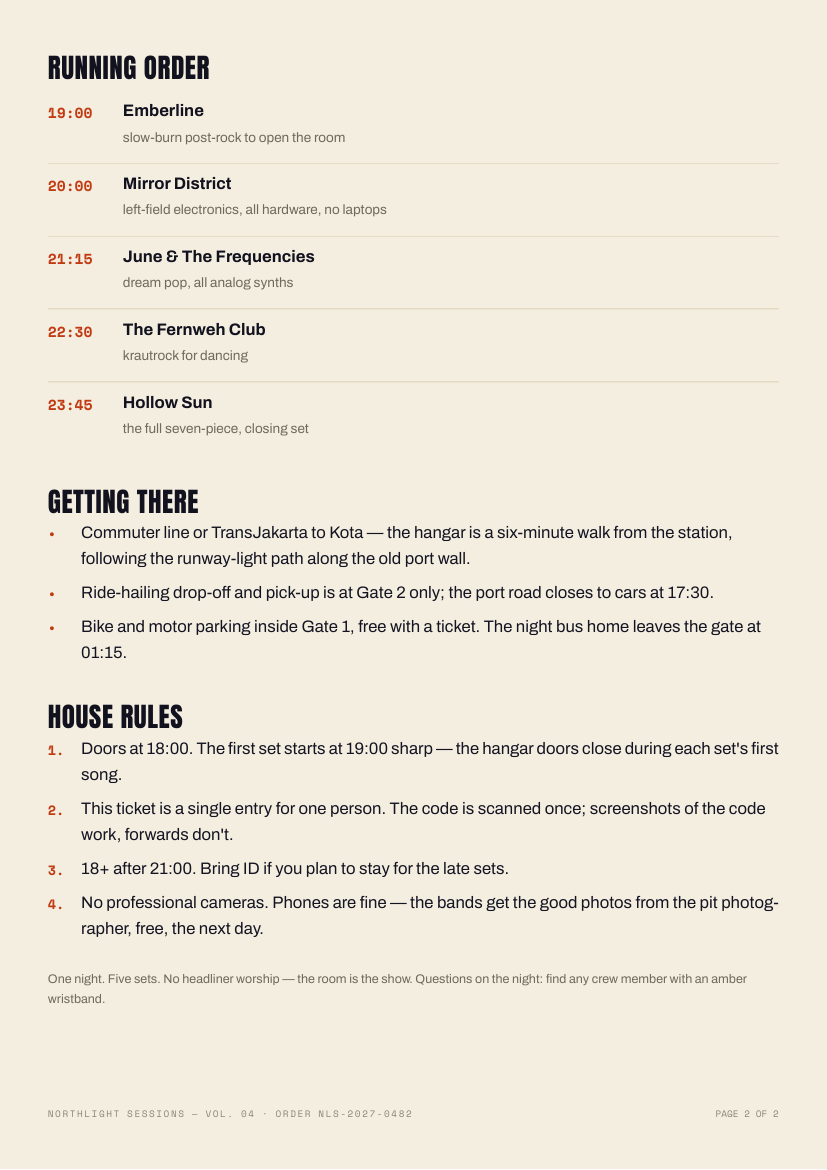 RUNNING ORDER
19:00 Emberline
slow-burn post-rock to open the room
20:00 Mirror District
left-field electronics, all hardware, no laptops
21:15 June & The Frequencies
dream pop, all analog synths
22:30 The Fernweh Club
krautrock for dancing
23:45 Hollow Sun
the full seven-piece, closing set
GETTING THERE
• Commuter line or TransJakarta to Kota — the hangar is a six-minute walk from the station,
following the runway-light path along the old port wall.
• Ride-hailing drop-off and pick-up is at Gate 2 only; the port road closes to cars at 17:30.
• Bike and motor parking inside Gate 1, free with a ticket. The night bus home leaves the gate at
01:15.
HOUSE RULES
1. Doors at 18:00. The first set starts at 19:00 sharp — the hangar doors close during each set's first
song.
2. This ticket is a single entry for one person. The code is scanned once; screenshots of the code
work, forwards don't.
3. 18+ after 21:00. Bring ID if you plan to stay for the late sets.
4. No professional cameras. Phones are fine — the bands get the good photos from the pit photog-
rapher, free, the next day.
One night. Five sets. No headliner worship — the room is the show. Questions on the night: find any crew member with an amber
wristband.
NORTHLIGHT SESSIONS — VOL. 04 · ORDER NLS-2027-0482 PAGE 2 OF 2